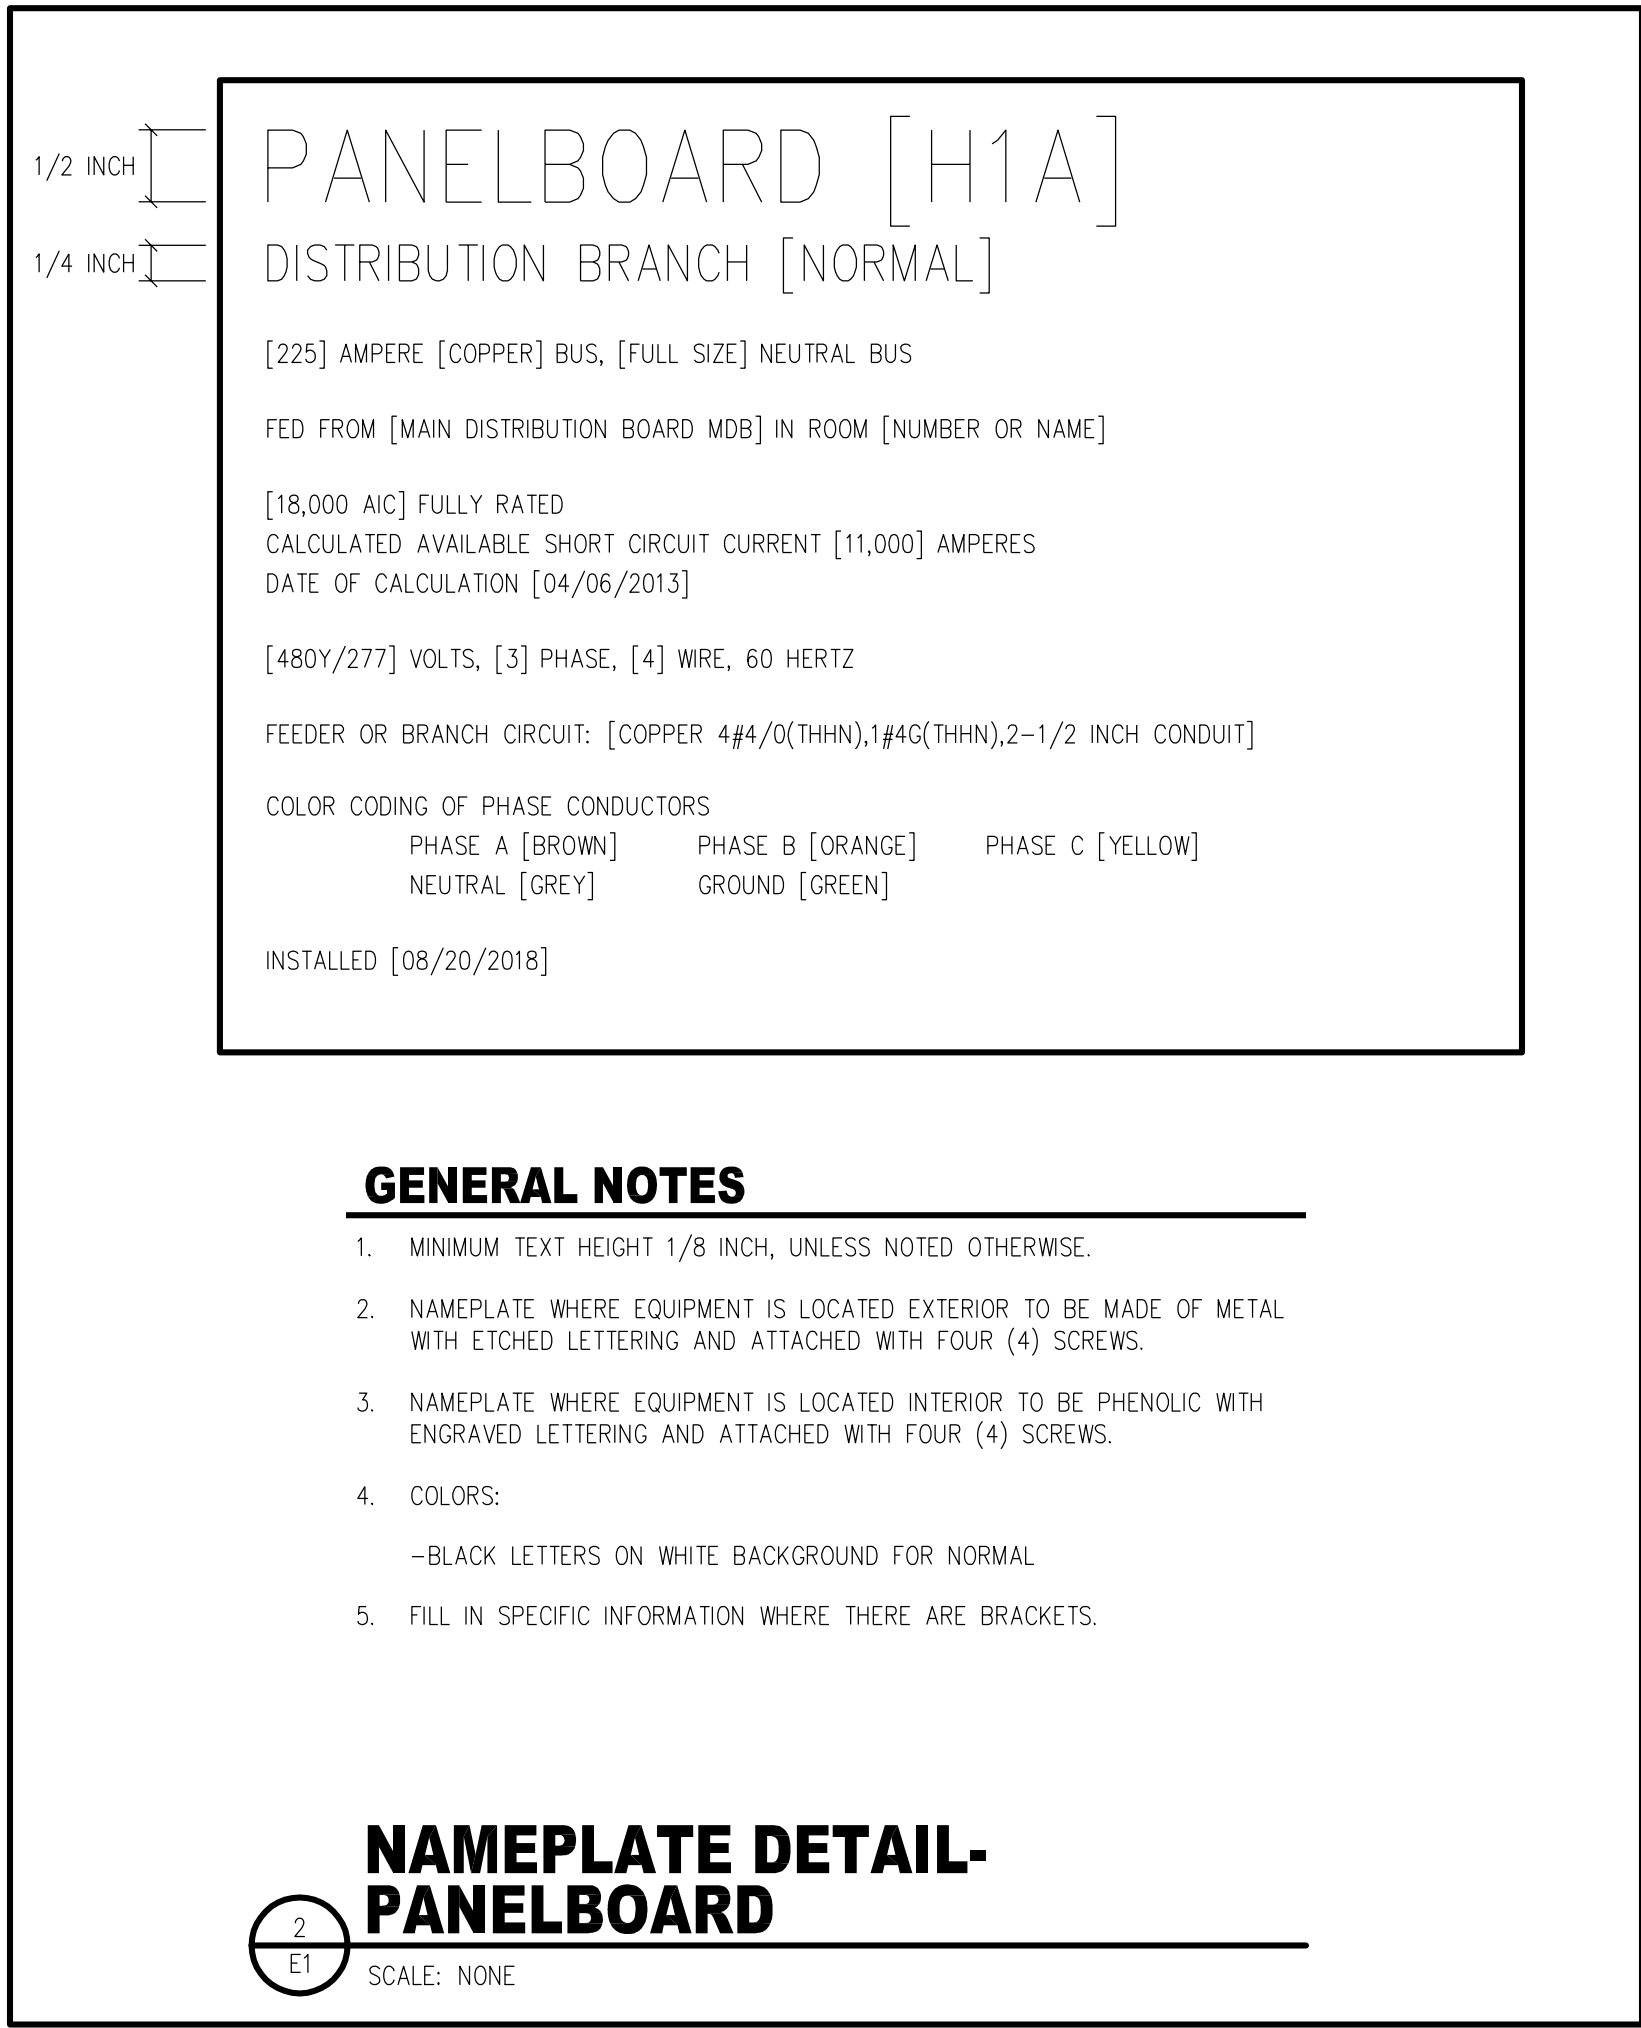 PANELBOARD [H1A]
1/2 INCH
DISTRIBUTION BRANCH [NORMAL]
1/4 INCH
[225] AMPERE [COPPER] BUS, [FULL SIZE] NEUTRAL BUS
FED FROM [MAIN DISTRIBUTION BOARD MDB] IN ROOM [NUMBER OR NAME]
[18,000 AIC] FULLY RATED
CALCULATED AVAILABLE SHORT CIRCUIT CURRENT [11,000] AMPERES
DATE OF CALCULATION [04/06/2013]
[480Y/277] VOLTS, [3] PHASE, [4] WIRE, 60 HERTZ
FEEDER OR BRANCH CIRCUIT: [COPPER 4#4/0(THHN),1#4G(THHN),2-1/2 INCH CONDUIT]
COLOR CODING OF PHASE CONDUCTORS
PHASE A [BROWN] PHASE B [ORANGE] PHASE C [YELLOW]
NEUTRAL [GREY] GROUND [GREEN]
INSTALLED [08/20/2018]
GENERAL NOTES
1. MINIMUM TEXT HEIGHT 1/8 INCH, UNLESS NOTED OTHERWISE.
2. NAMEPLATE WHERE EQUIPMENT IS LOCATED EXTERIOR TO BE MADE OF METAL
WITH ETCHED LETTERING AND ATTACHED WITH FOUR (4) SCREWS.
3. NAMEPLATE WHERE EQUIPMENT IS LOCATED INTERIOR TO BE PHENOLIC WITH
ENGRAVED LETTERING AND ATTACHED WITH FOUR (4) SCREWS.
4. COLORS:
-BLACK LETTERS ON WHITE BACKGROUND FOR NORMAL
5. FILL IN SPECIFIC INFORMATION WHERE THERE ARE BRACKETS.
NAMEPLATE DETAIL-
PANELBOARD
2
E1
SCALE: NONE